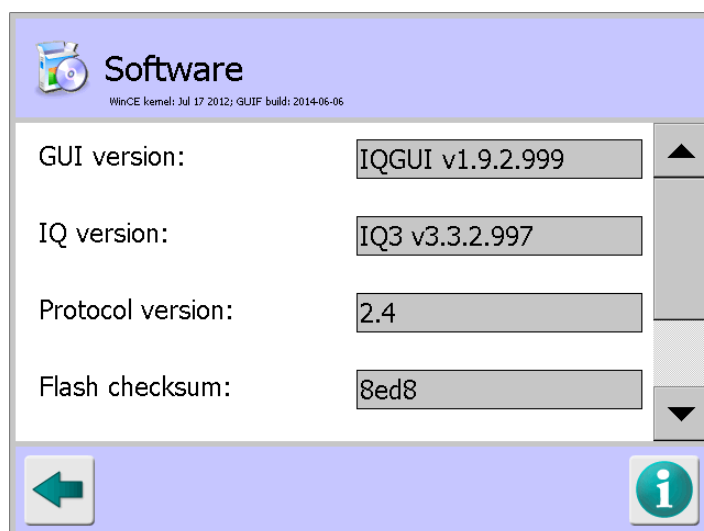 Software
WinCE kernel: Jul 17 2012; GUIF build: 2014-06-06
GUI version: IQGUI v1.9.2.999
IQ version: IQ3 v3.3.2.997
Protocol version: 2.4
Flash checksum: 8ed8